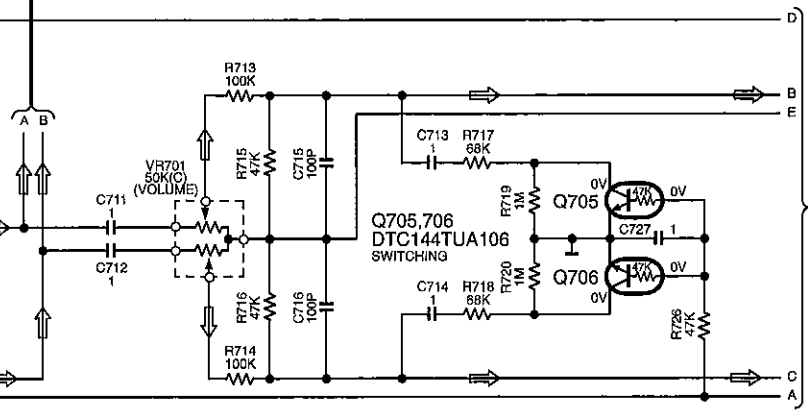 D
R713
100K
B
E
A B
VR701
50K(C)
(VOLUME)
R715
47K
C715
100P
C713
1
R717
68K
C711
1
R719
1M
0V
Q705
47K
0V
Q705,706
DTC144TUA106
SWITCHING
C727 1
C712
1
R720
1M
Q706
47K
0V
0V
R716
47K
C716
100P
C714
1
R718
68K
R726
47K
R714
100K
C
A